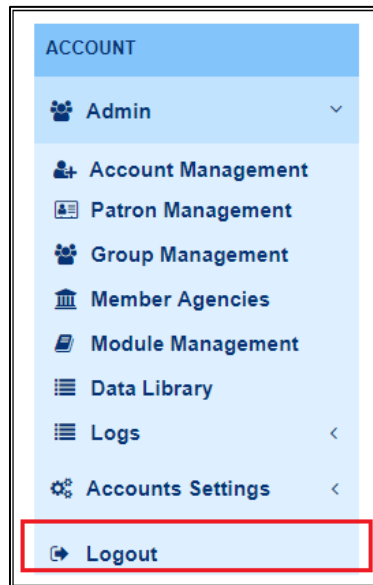 ACCOUNT
Admin
Account Management
Patron Management
Group Management
Member Agencies
Module Management
Data Library
Logs
Accounts Settings
Logout